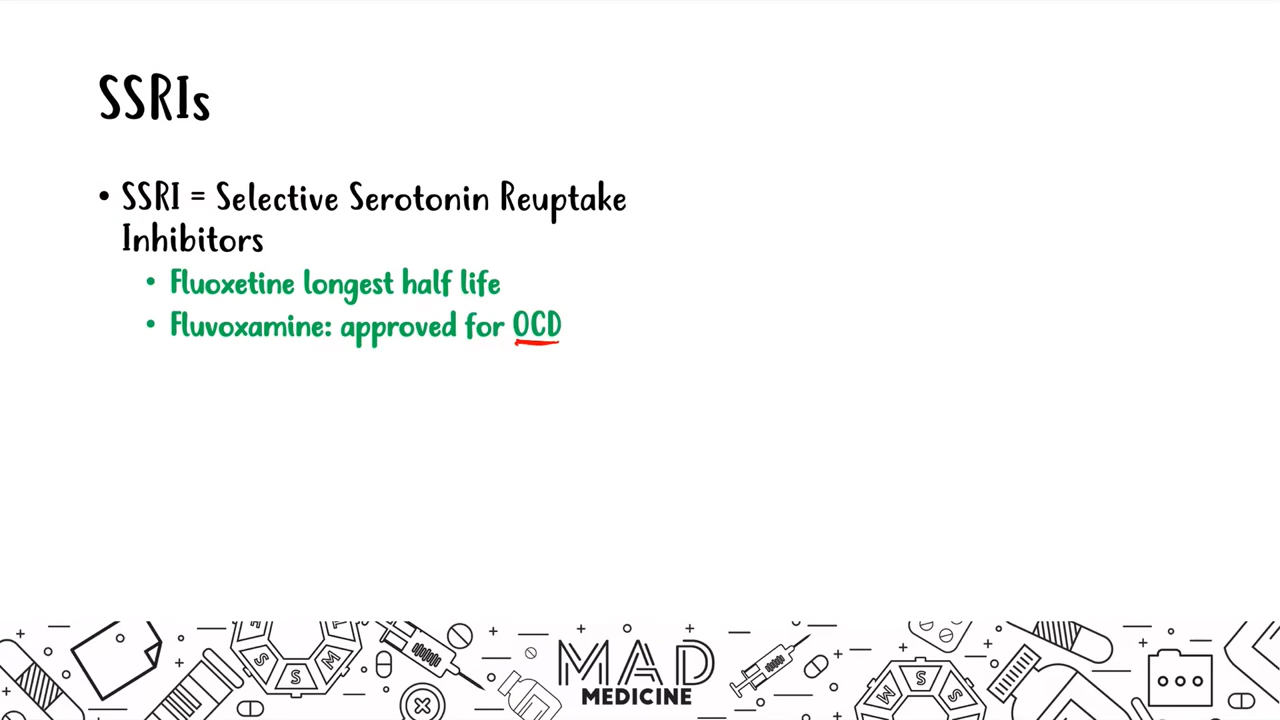 SSRIs
• SSRI = Selective Serotonin Reuptake
Inhibitors
• Fluoxetine longest half life
• Fluvoxamine: approved for OCD
S
S
M
M
S
S
MAD
MEDICINE